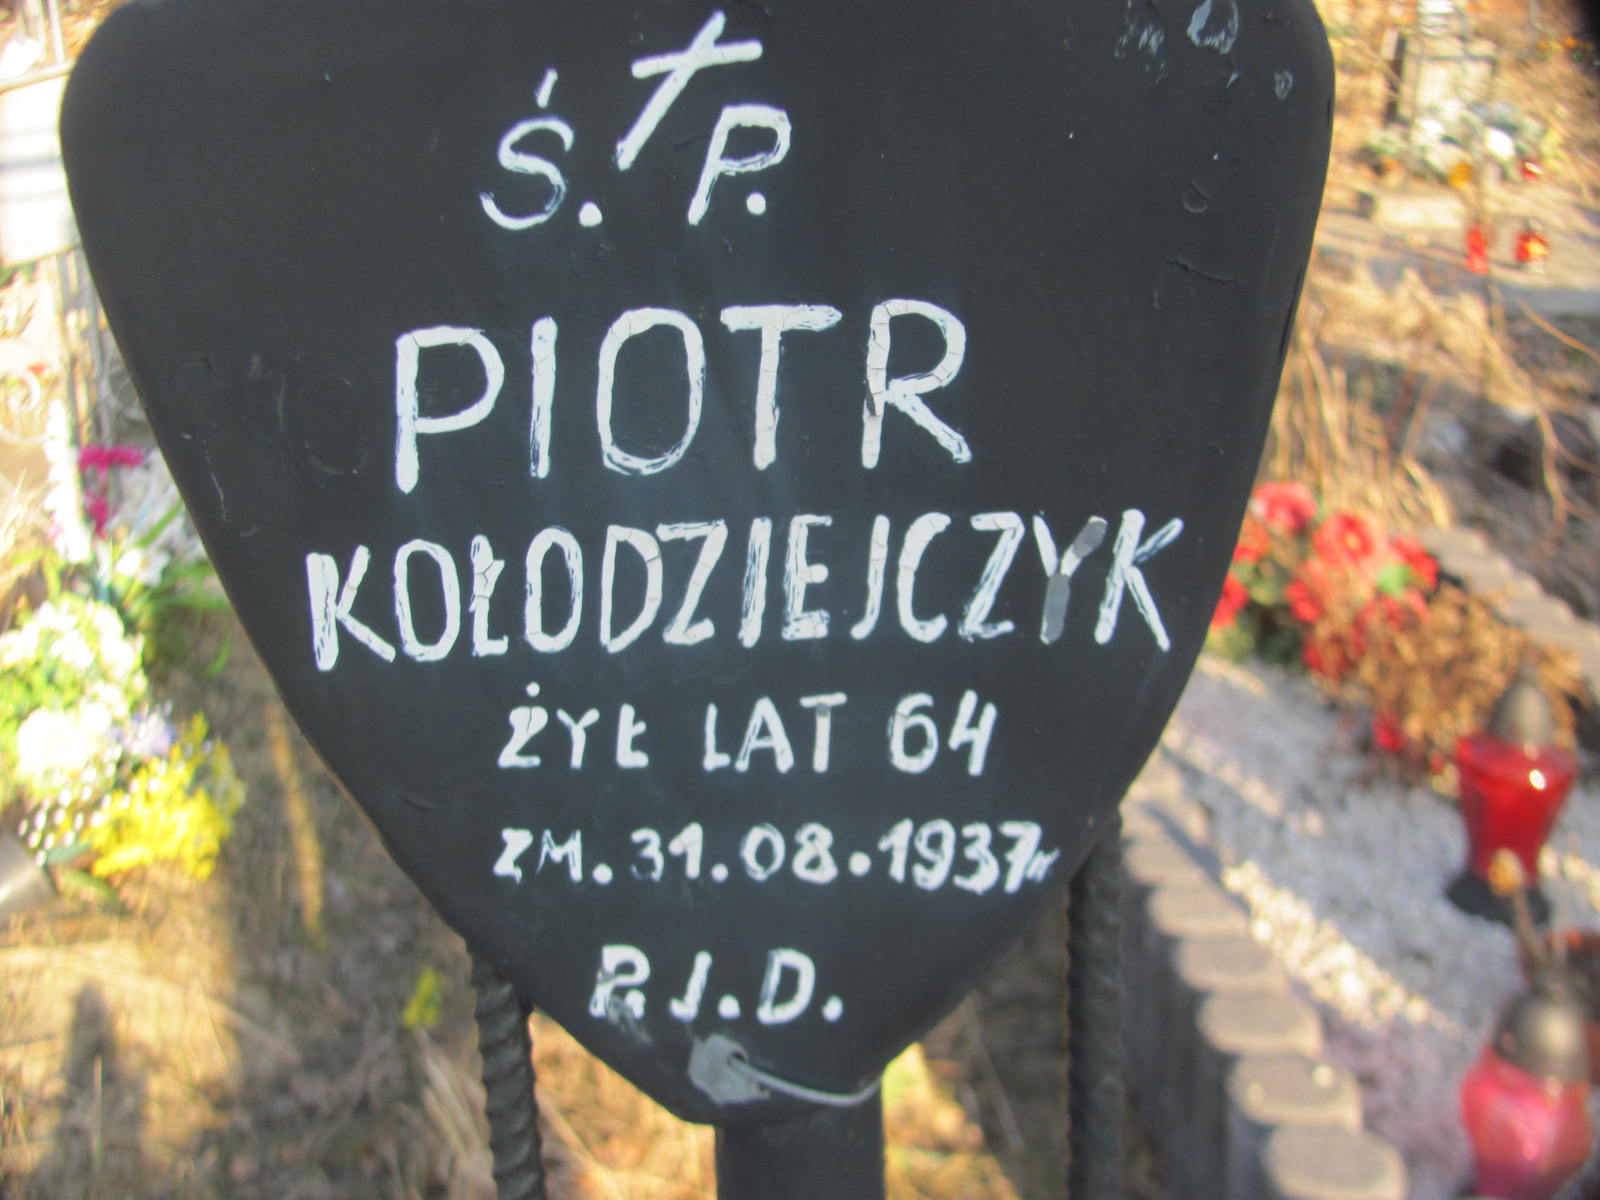 Ś. † P.
PIOTR
KOŁODZIEJCZYK
ŻYŁ LAT 64
ZM. 31.08.1937r
P.J.D.